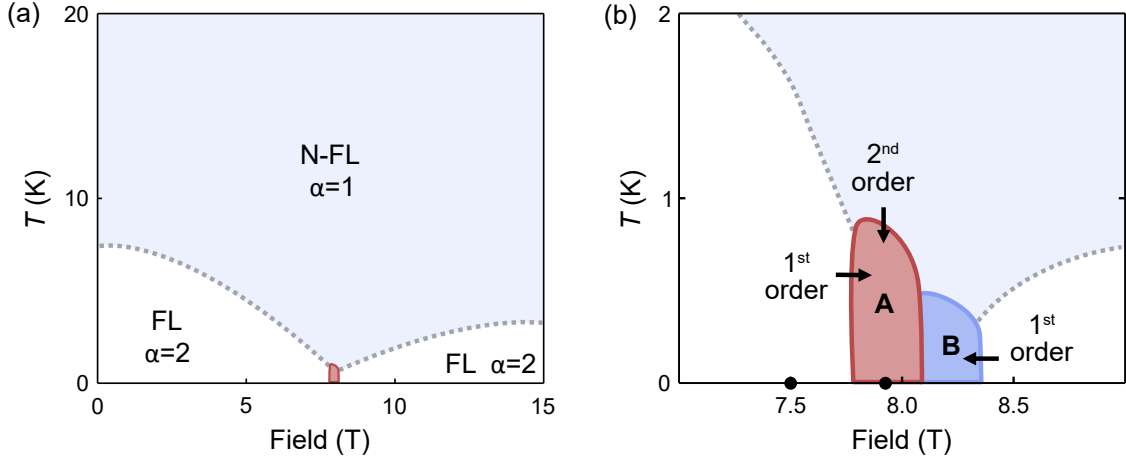 (a)
20
10
0
T (K)
N-FL
α=1
FL
α=2
FL α=2
0
5
10
15
Field (T)
(b)
2
1
0
T (K)
2nd
order
1st
order
A
B
1st
order
7.5
8.0
8.5
Field (T)